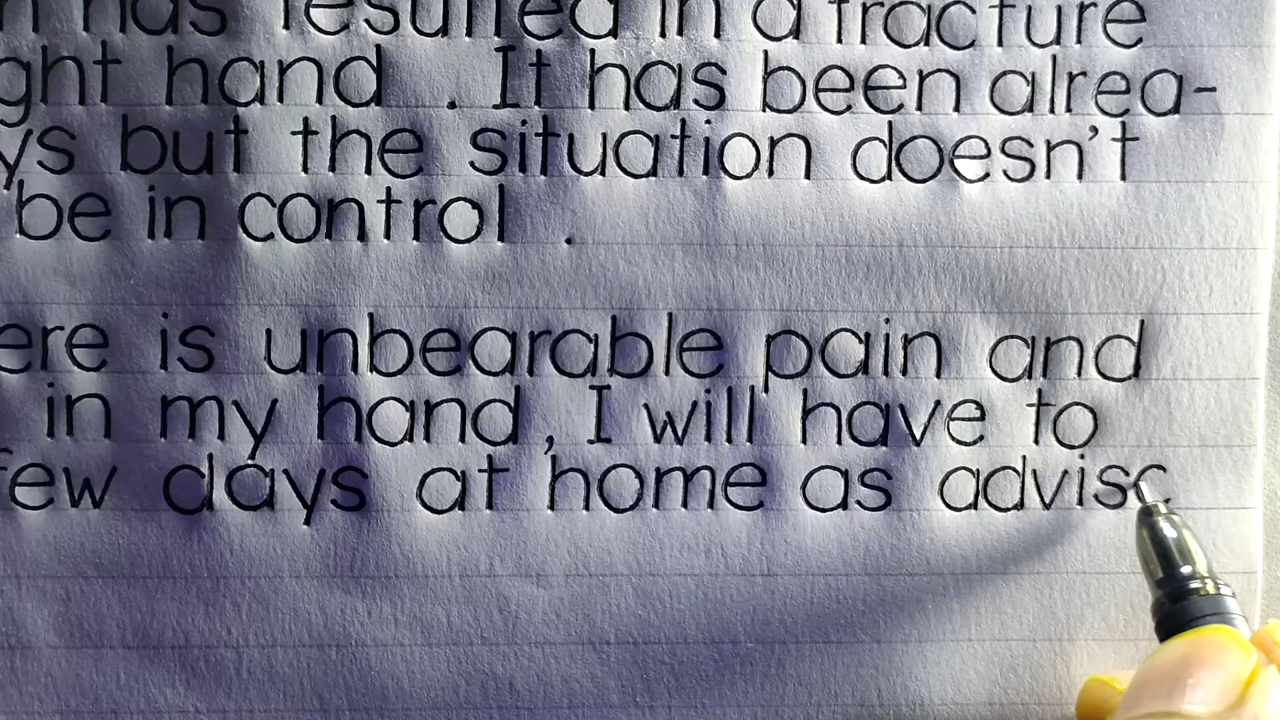 has resulted in a fracture
ght hand . It has been alrea-
ys but the situation doesn't
be in control .
ere is unbearable pain and
in my hand, I will have to
few days at home as advis